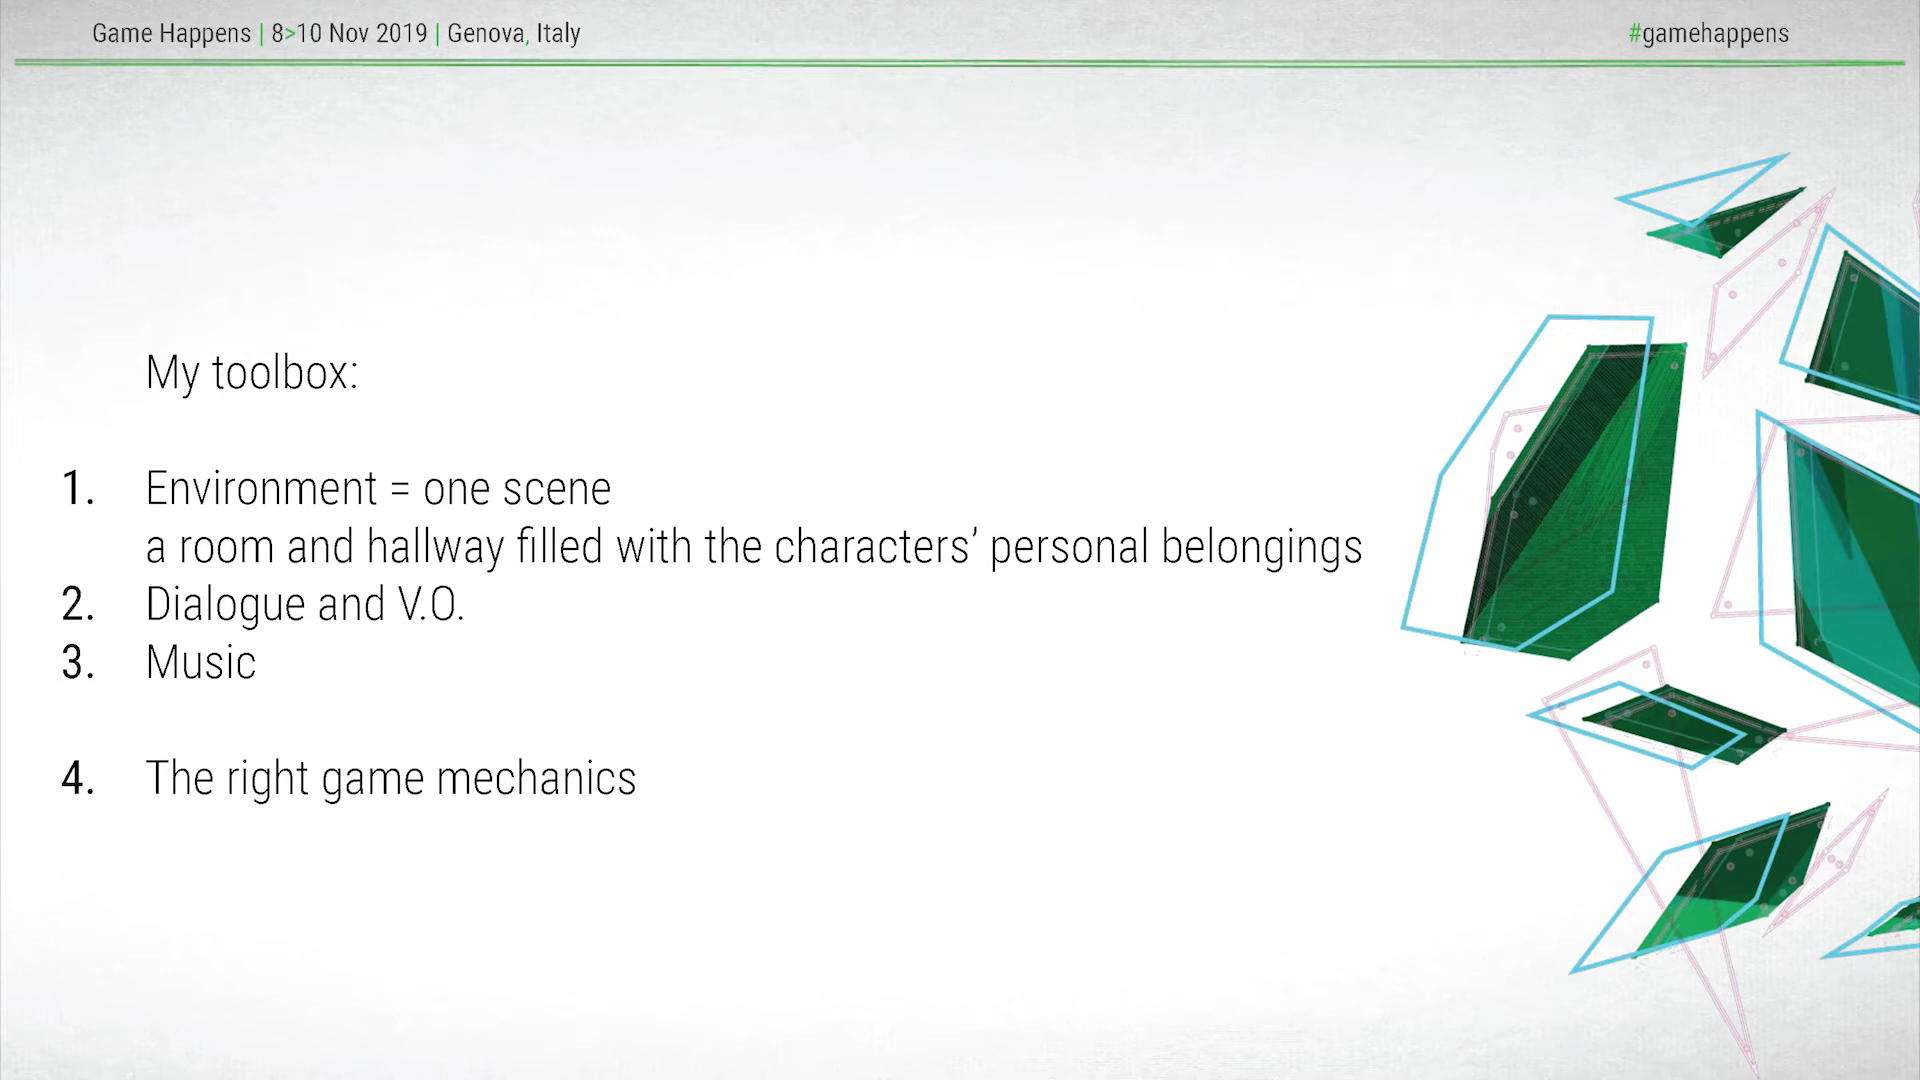 Game Happens | 8>10 Nov 2019 | Genova, Italy
#gamehappens
My toolbox:
1. Environment = one scene
a room and hallway filled with the characters’ personal belongings
2. Dialogue and V.O.
3. Music
4. The right game mechanics